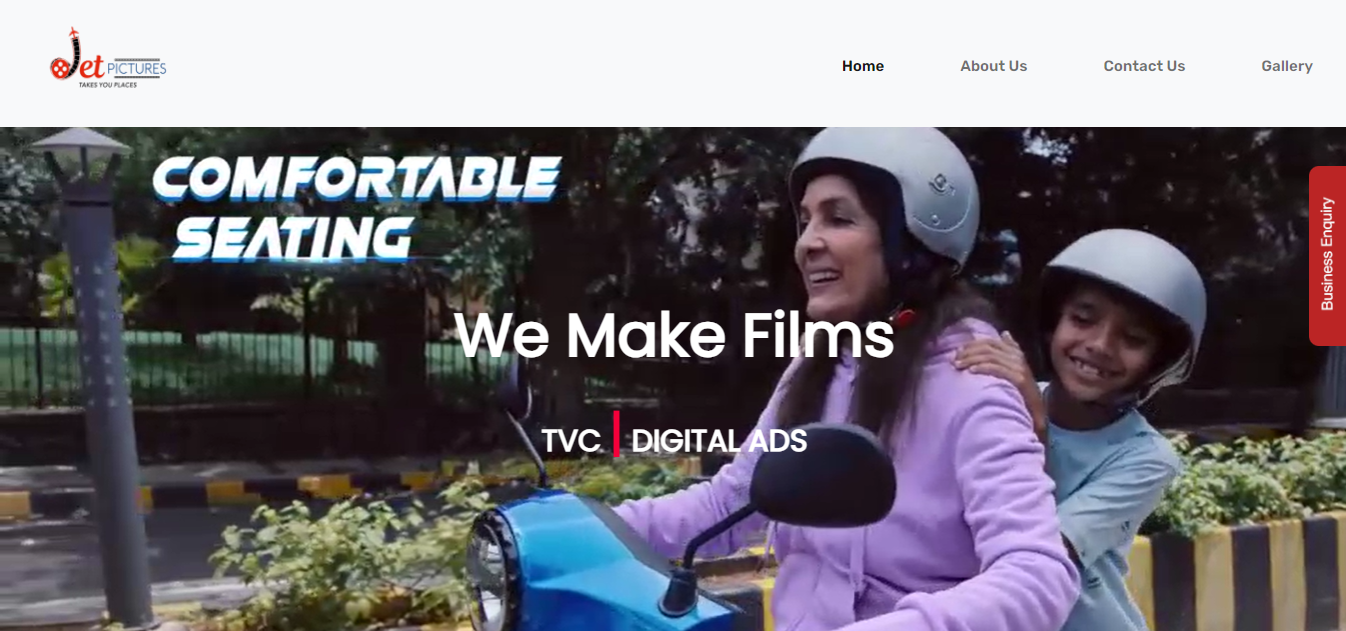 Jet PICTURES
TAKES YOU PLACES
Home
About Us
Contact Us
Gallery
COMFORTABLE
SEATING
We Make Films
TVC | DIGITAL ADS
Business Enquiry